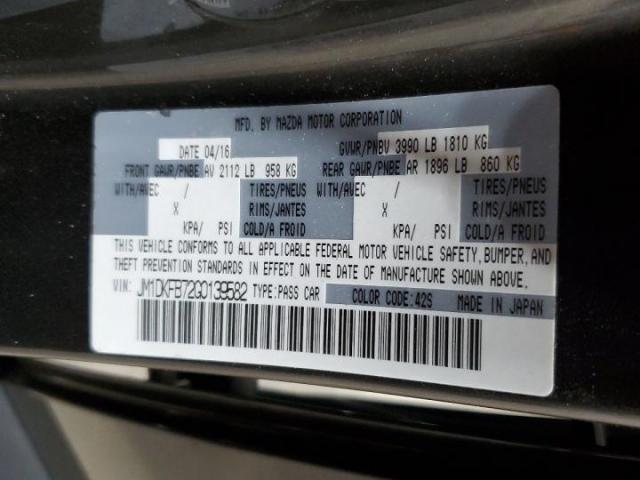 MFD. BY MAZDA MOTOR CORPORATION
DATE 04/16 GVWR/PNBV 3990 LB 1810 KG
FRONT GAWR/PNBE AV 2112 LB 958 KG REAR GAWR/PNBE AR 1896 LB 860 KG
WITH/AVEC / TIRES/PNEUS WITH/AVEC / TIRES/PNEUS
X RIMS/JANTES X RIMS/JANTES
KPA/ PSI COLD/A FROID KPA/ PSI COLD/A FROID
THIS VEHICLE CONFORMS TO ALL APPLICABLE FEDERAL MOTOR VEHICLE SAFETY, BUMPER, AND
THEFT PREVENTION STANDARDS IN EFFECT ON THE DATE OF MANUFACTURE SHOWN ABOVE.
VIN: JM1DKFB72G0139582 TYPE:PASS CAR COLOR CODE:42S MADE IN JAPAN